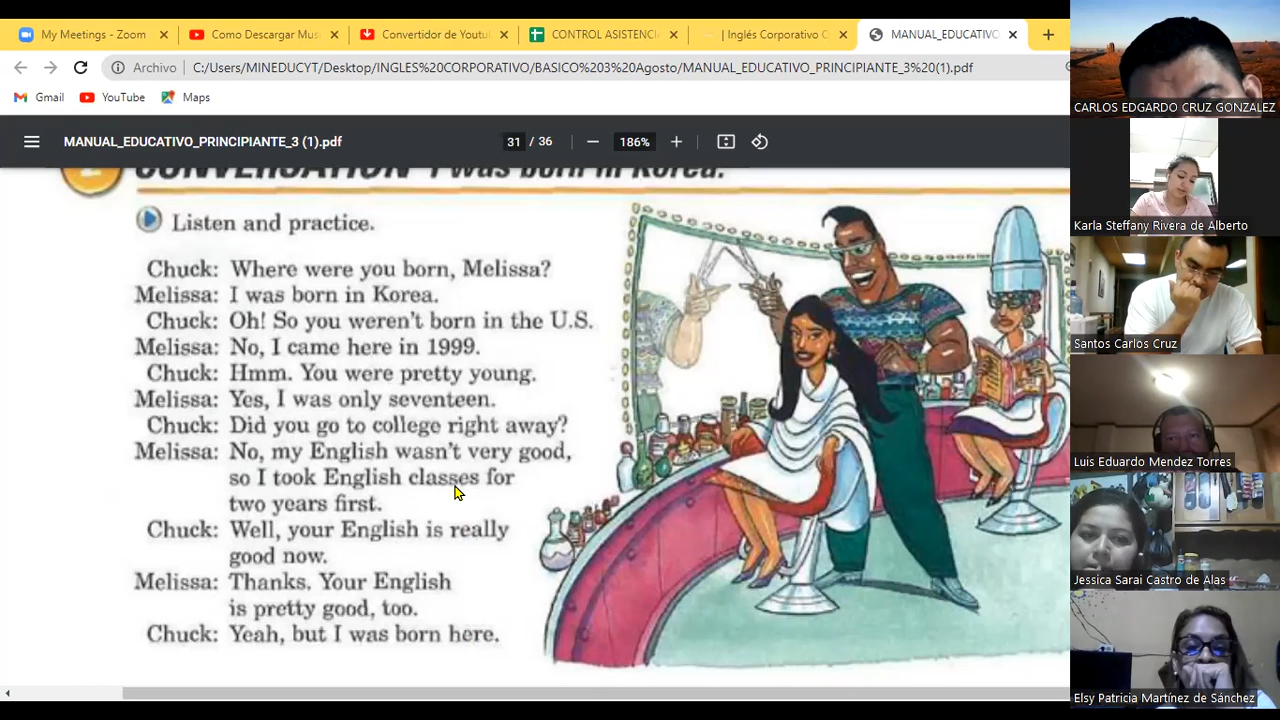 My Meetings - Zoom
Como Descargar Mus
Convertidor de Youtu
CONTROL ASISTENCI
| Inglés Corporativo C
MANUAL_EDUCATIVO
Archivo
C:/Users/MINEDUCYT/Desktop/INGLES%20CORPORATIVO/BASICO%203%20Agosto/MANUAL_EDUCATIVO_PRINCIPIANTE_3%20(1).pdf
Gmail
YouTube
Maps
MANUAL_EDUCATIVO_PRINCIPIANTE_3 (1).pdf
31 / 36
186%
CONVERSATION I was born in Korea.
Listen and practice.
Chuck: Where were you born, Melissa?
Melissa: I was born in Korea.
Chuck: Oh! So you weren't born in the U.S.
Melissa: No, I came here in 1999.
Chuck: Hmm. You were pretty young.
Melissa: Yes, I was only seventeen.
Chuck: Did you go to college right away?
Melissa: No, my English wasn't very good,
so I took English classes for
two years first.
Chuck: Well, your English is really
good now.
Melissa: Thanks. Your English
is pretty good, too.
Chuck: Yeah, but I was born here.
CARLOS EDGARDO CRUZ GONZALEZ
Karla Steffany Rivera de Alberto
Santos Carlos Cruz
Luis Eduardo Mendez Torres
Jessica Sarai Castro de Alas
Elsy Patricia Martínez de Sánchez